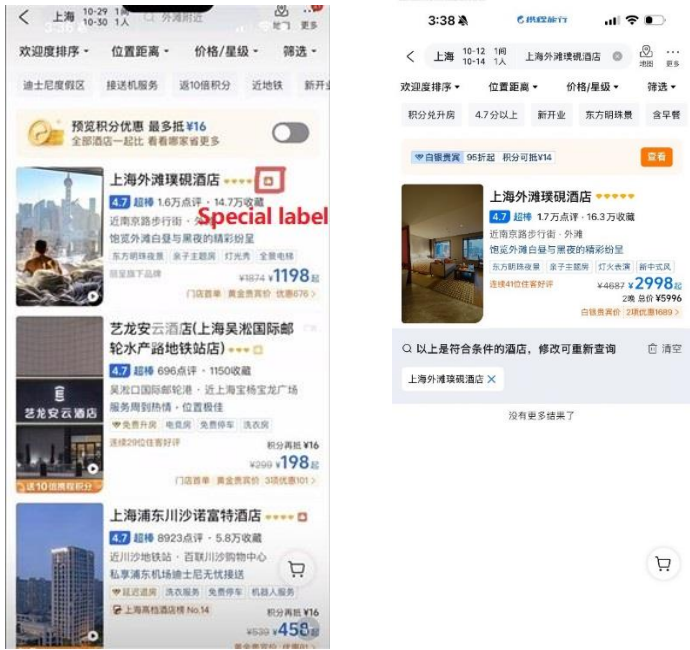 上海 10-29 1间
10-30 1人
外滩附近
更多
欢迎度排序 位置距离 价格/星级 筛选
迪士尼度假区 接送机服务 返10倍积分 近地铁 新开业
预览积分优惠 最多抵¥16
全部酒店一起比 看看哪家省更多
上海外滩璞砚酒店
4.7 超棒 1.6万点评 · 14.7万收藏
Special label
近南京路步行街 · 外滩
饱览外滩白昼与黑夜的精彩纷呈
东方明珠夜景 亲子主题房 灯光秀 全景电梯
丽呈旗下品牌
¥1874 ¥1198起
门店首单 黄金贵宾价 优惠676 >
艺龙安云酒店(上海吴淞国际邮
轮水产路地铁站店)
4.7 超棒 696点评 · 1150收藏
吴淞口国际邮轮港 · 近上海宝杨宝龙广场
服务周到热情 · 位置极佳
免费升房 电竞房 免费停车 洗衣房
连续29位住客好评
积分再抵 ¥16
¥299 ¥198起
门店首单 黄金贵宾价 3项优惠101 >
艺龙安云酒店
送10倍携程积分
上海浦东川沙诺富特酒店
4.7 超棒 8923点评 · 5.8万收藏
近川沙地铁站 · 百联川沙购物中心
私享浦东机场迪士尼无忧接送
延迟退房 洗衣服务 免费停车 机器人服务
上海高档酒店榜 No.14
积分再抵 ¥16
¥539 ¥458起
3:38
携程旅行
上海 10-12 1间
10-14 1人
上海外滩璞砚酒店
地图 更多
欢迎度排序 位置距离 价格/星级 筛选
积分兑升房 4.7分以上 新开业 东方明珠景 含早餐
白银贵宾 95折起 积分可抵¥14 查看
上海外滩璞砚酒店
4.7 超棒 1.7万点评 · 16.3万收藏
近南京路步行街 · 外滩
饱览外滩白昼与黑夜的精彩纷呈
东方明珠夜景 亲子主题房 灯火表演 新中式风
连续41位住客好评
¥4687 ¥2998起
2晚 总价¥5996
白银贵宾价 2项优惠1689 >
以上是符合条件的酒店，修改可重新查询 清空
上海外滩璞砚酒店 ×
没有更多结果了